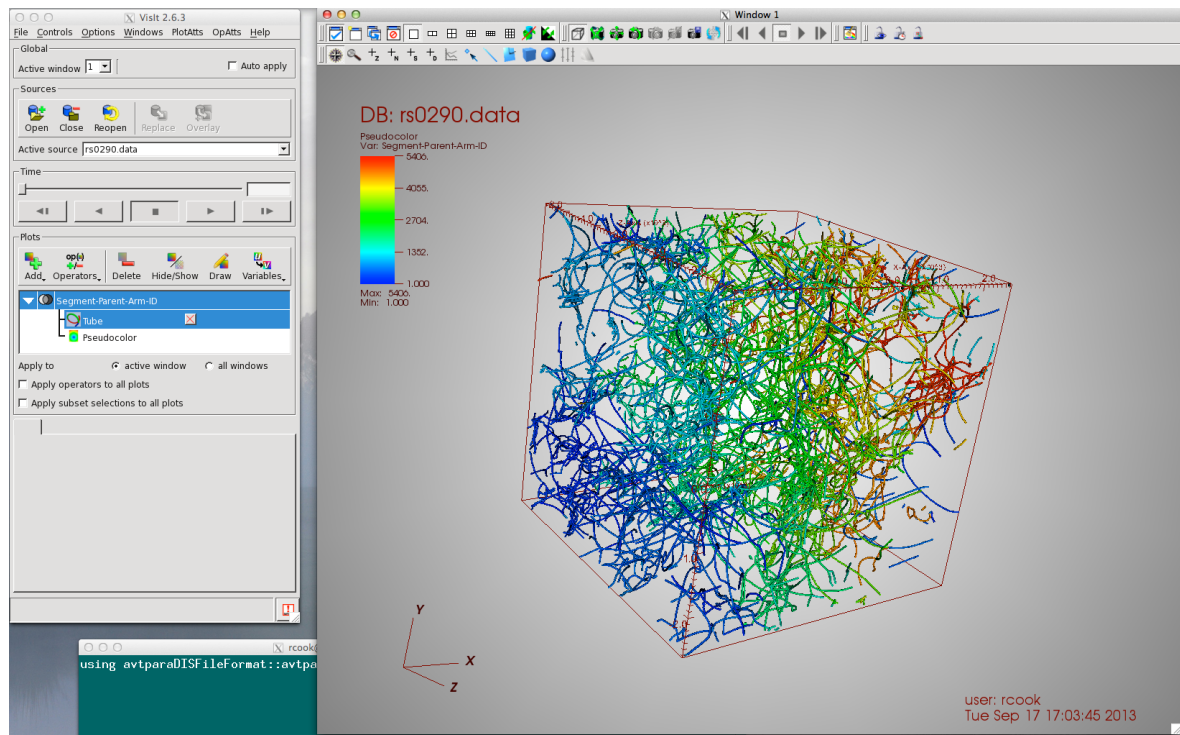 VisIt 2.6.3
File Controls Options Windows PlotAtts OpAtts Help
Global
Active window 1
Auto apply
Sources
Open Close Reopen Replace Overlay
Active source rs0290.data
Time
Plots
op(s)
Add Operators Delete Hide/Show Draw Variables
Segment-Parent-Arm-ID
Tube
Pseudocolor
Apply to active window all windows
Apply operators to all plots
Apply subset selections to all plots
Window 1
DB: rs0290.data
Pseudocolor
Var: Segment-Parent-Arm-ID
5406.
4055.
2704.
1352.
1.000
Max: 5406.
Min: 1.000
2.0
Y
X
Z
user: rcook
Tue Sep 17 17:03:45 2013
rcook
using avtparaDISFileFormat::avtpa